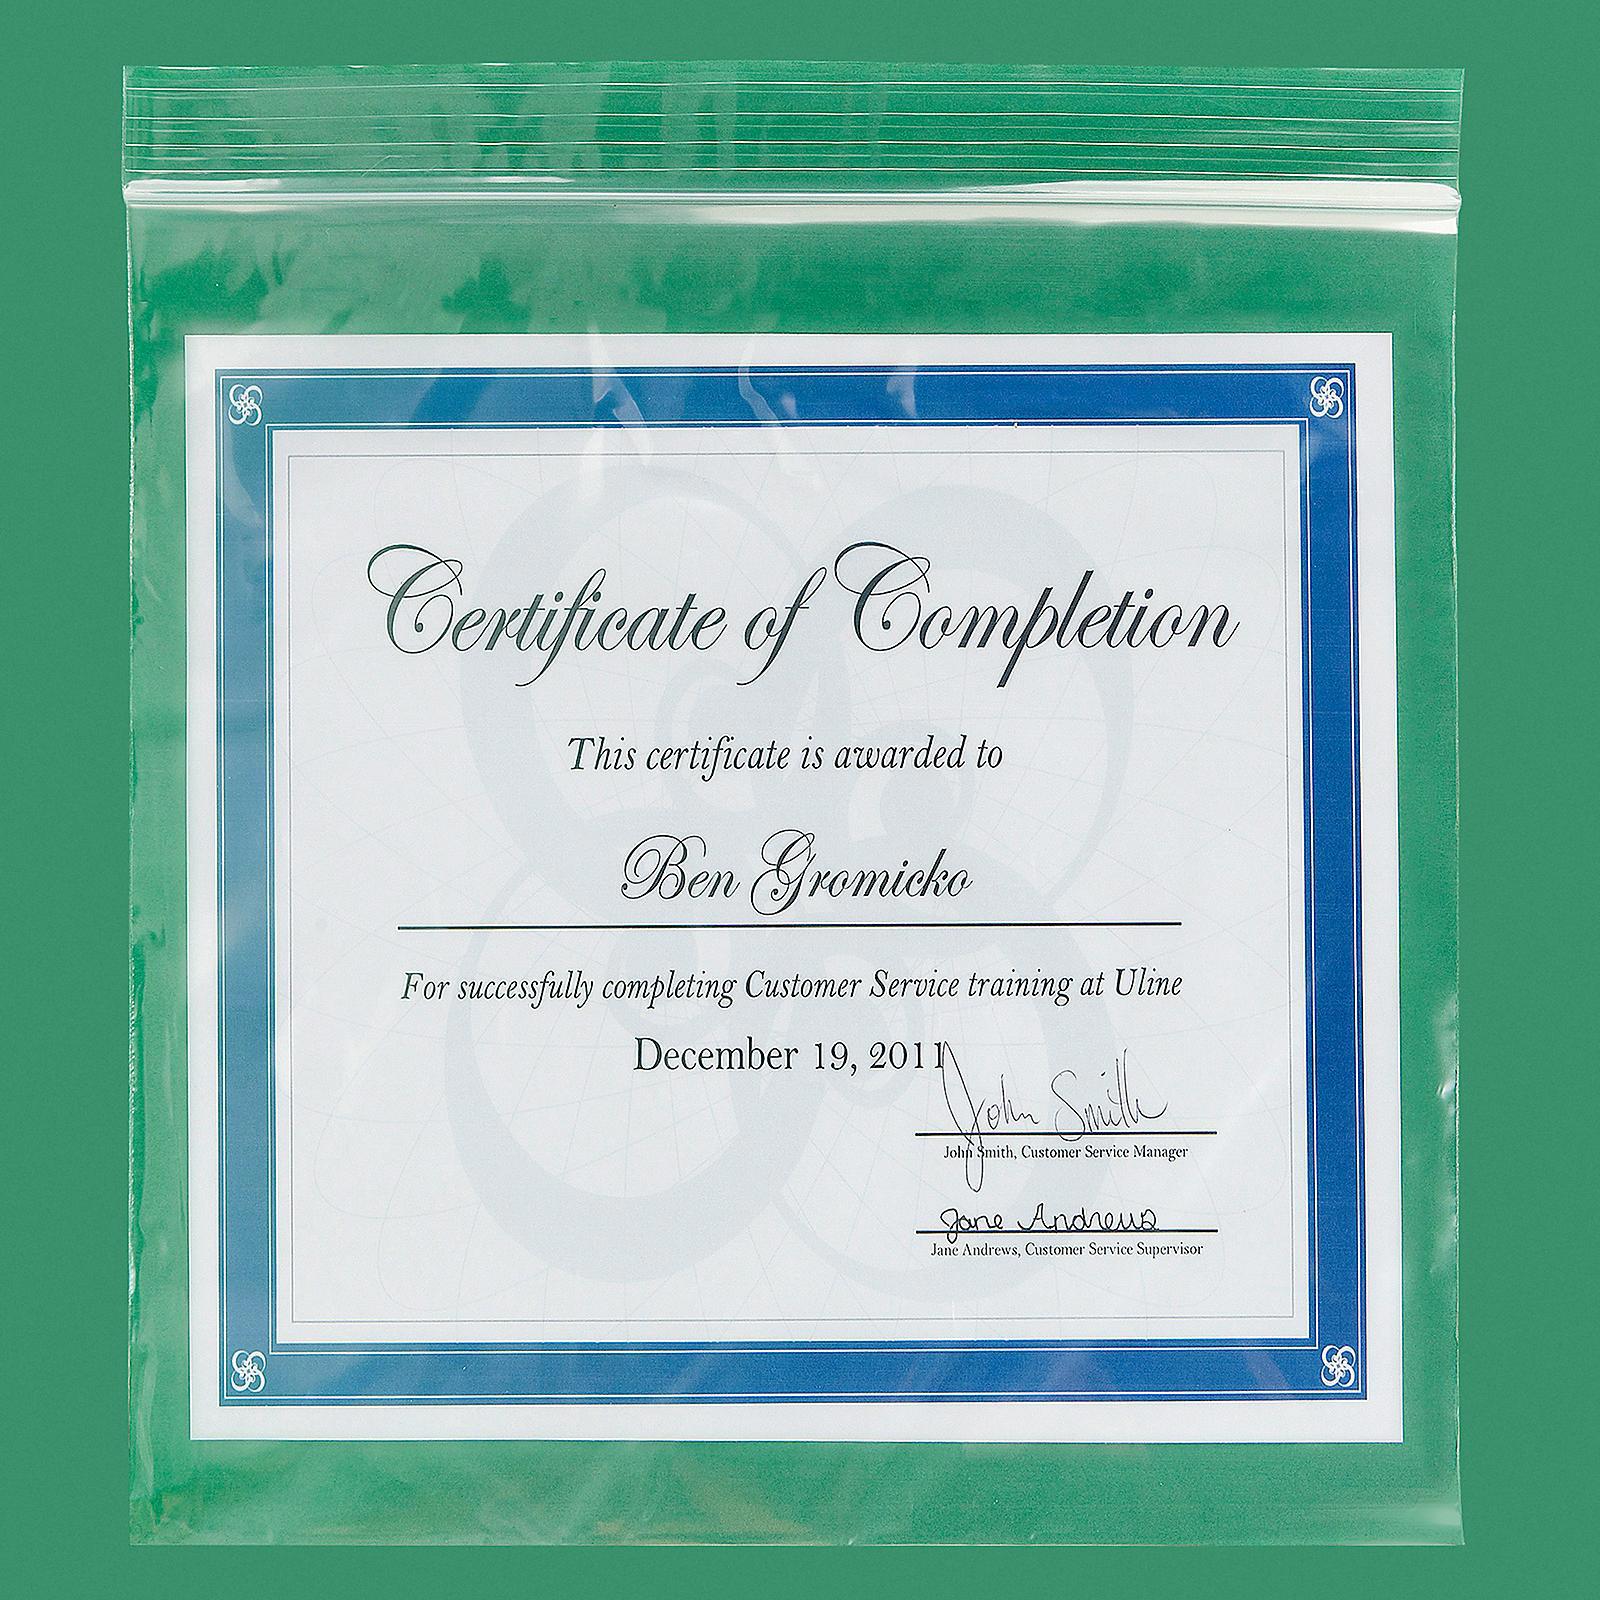 Certificate of Completion
This certificate is awarded to
Ben Gromicko
For successfully completing Customer Service training at Uline
December 19, 2011
John Smith
John Smith, Customer Service Manager
Jane Andrews
Jane Andrews, Customer Service Supervisor